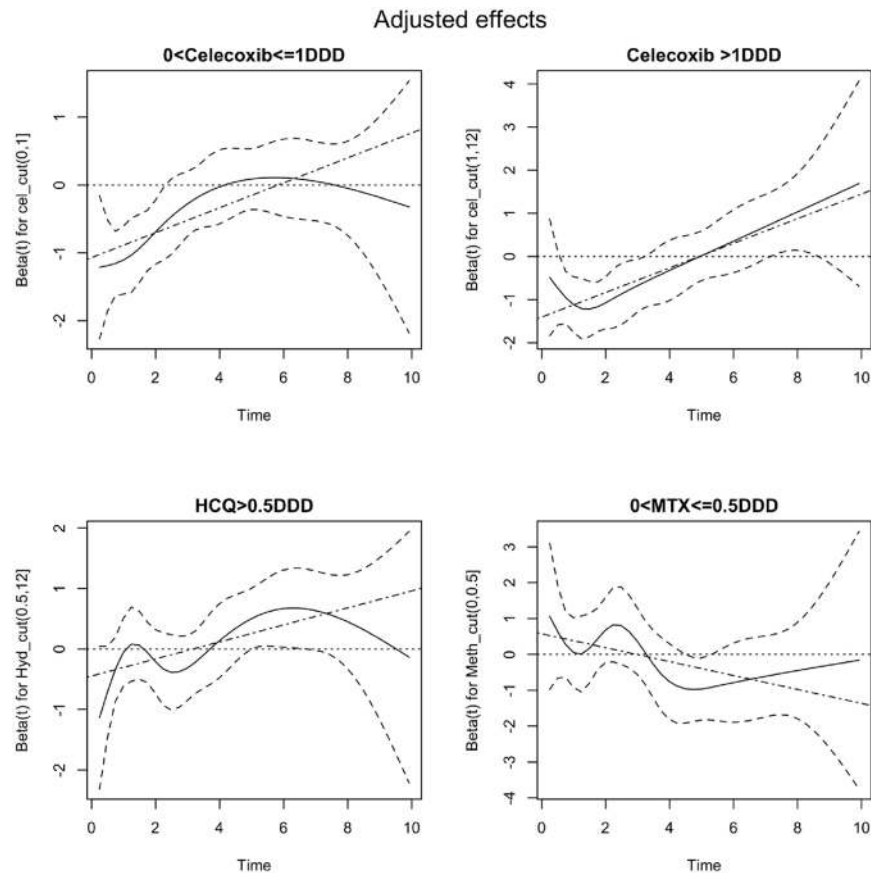 Adjusted effects
0<Celecoxib<=1DDD
Beta(t) for cel_cut(0,1]
1
0
-1
-2
0 2 4 6 8 10
Time
Celecoxib >1DDD
Beta(t) for cel_cut(1,12]
4
3
2
1
0
-1
-2
0 2 4 6 8 10
Time
HCQ>0.5DDD
Beta(t) for Hyd_cut(0.5,12]
2
1
0
-1
-2
0 2 4 6 8 10
Time
0<MTX<=0.5DDD
Beta(t) for Meth_cut(0,0.5]
3
2
1
0
-1
-2
-3
-4
0 2 4 6 8 10
Time